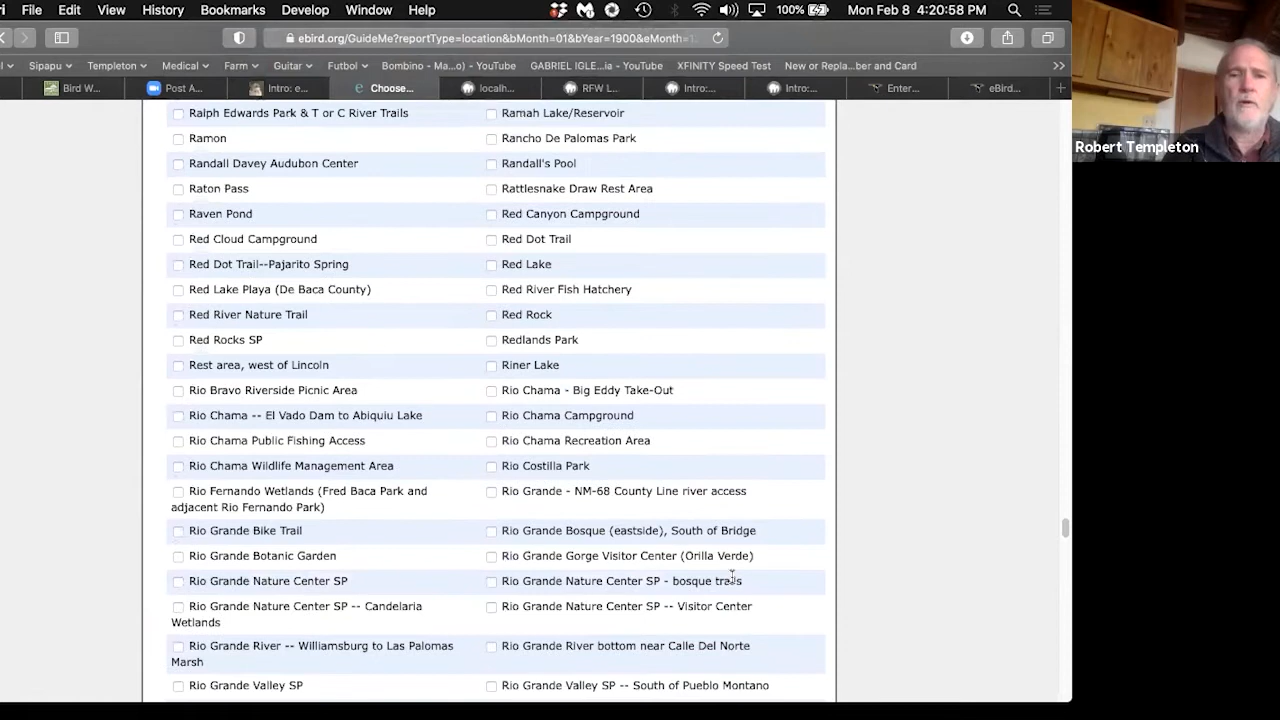 ri File Edit View History Bookmarks Develop Window Help 100% Mon Feb 8 4:20:58 PM
ebird.org/GuideMe?reportType=location&bMonth=01&bYear=1900&eMonth=1
Sipapu Templeton Medical Farm Guitar Futbol Bombino - Ma...o) - YouTube GABRIEL IGLE...ia - YouTube XFINITY Speed Test New or Repla...ber and Card >>
Bird W... Post A... Intro: e... Choose... localh... RFW L... Intro:... Intro:... Enter... eBird... +
Robert Templeton
Ralph Edwards Park & T or C River Trails Ramah Lake/Reservoir
Ramon Rancho De Palomas Park
Randall Davey Audubon Center Randall's Pool
Raton Pass Rattlesnake Draw Rest Area
Raven Pond Red Canyon Campground
Red Cloud Campground Red Dot Trail
Red Dot Trail--Pajarito Spring Red Lake
Red Lake Playa (De Baca County) Red River Fish Hatchery
Red River Nature Trail Red Rock
Red Rocks SP Redlands Park
Rest area, west of Lincoln Riner Lake
Rio Bravo Riverside Picnic Area Rio Chama - Big Eddy Take-Out
Rio Chama -- El Vado Dam to Abiquiu Lake Rio Chama Campground
Rio Chama Public Fishing Access Rio Chama Recreation Area
Rio Chama Wildlife Management Area Rio Costilla Park
Rio Fernando Wetlands (Fred Baca Park and Rio Grande - NM-68 County Line river access
adjacent Rio Fernando Park)
Rio Grande Bike Trail Rio Grande Bosque (eastside), South of Bridge
Rio Grande Botanic Garden Rio Grande Gorge Visitor Center (Orilla Verde)
Rio Grande Nature Center SP Rio Grande Nature Center SP - bosque trails
Rio Grande Nature Center SP -- Candelaria Rio Grande Nature Center SP -- Visitor Center
Wetlands
Rio Grande River -- Williamsburg to Las Palomas Rio Grande River bottom near Calle Del Norte
Marsh
Rio Grande Valley SP Rio Grande Valley SP -- South of Pueblo Montano